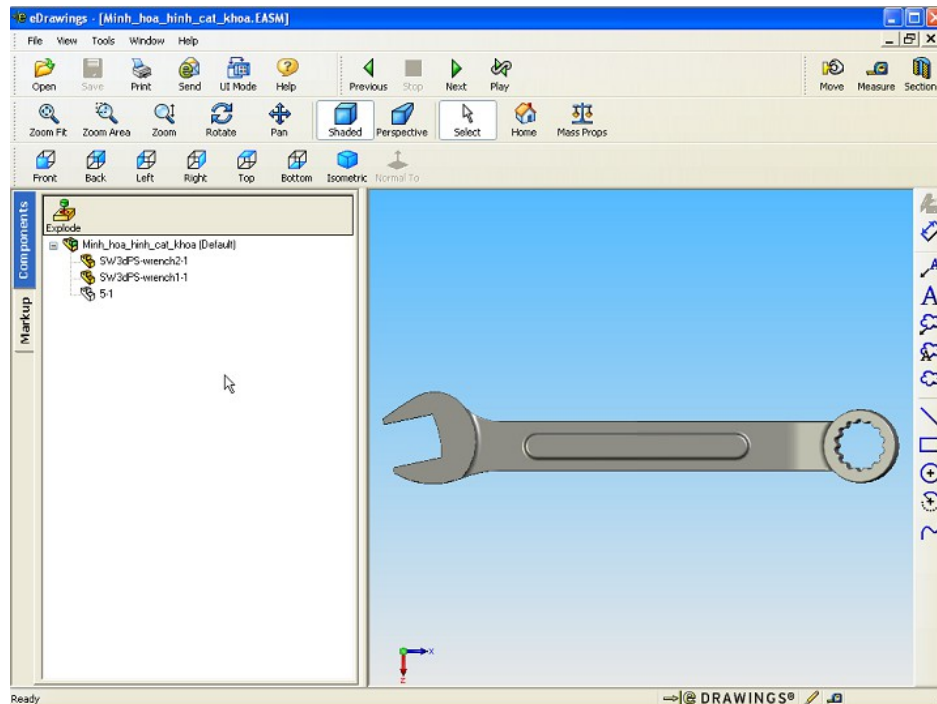 eDrawings - [Minh_hoa_hinh_cat_khoa.EASM]
File View Tools Window Help
Open Save Print Send UI Mode Help Previous Stop Next Play Move Measure Section
Zoom Fit Zoom Area Zoom Rotate Pan Shaded Perspective Select Home Mass Props
Front Back Left Right Top Bottom Isometric Normal To
Components
Markup
Explode
Minh_hoa_hinh_cat_khoa (Default)
SW3dPS-wrench2-1
SW3dPS-wrench1-1
5-1
x
z
Ready
DRAWINGS®